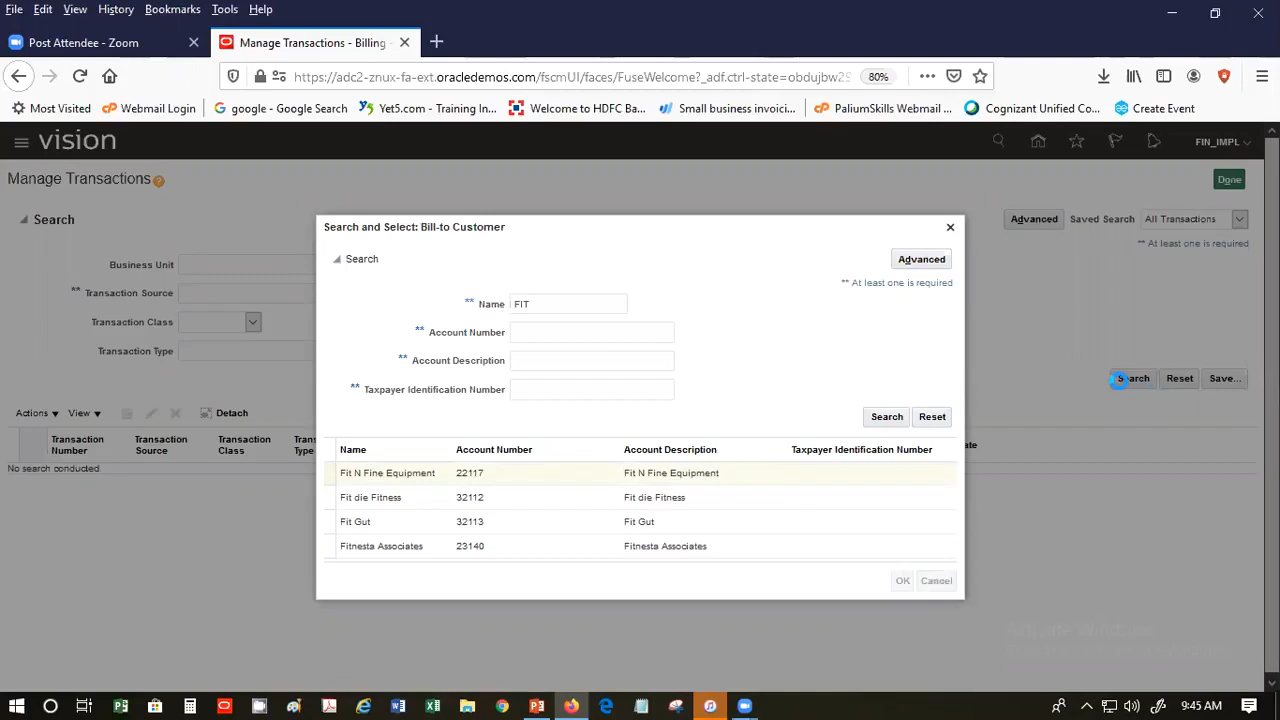 File Edit View History Bookmarks Tools Help
Post Attendee - Zoom
Manage Transactions - Billing -
https://adc2-znux-fa-ext.oracledemos.com/fscmUI/faces/FuseWelcome?_adf.ctrl-state=obdujbw29 80%
Most Visited Webmail Login google - Google Search Yet5.com - Training In... Welcome to HDFC Ba... Small business invoici... PaliumSkills Webmail ... Cognizant Unified Co... Create Event
vision FIN_IMPL
Manage Transactions Done
Search Advanced Saved Search All Transactions
** At least one is required
Business Unit
** Transaction Source
Transaction Class
Transaction Type
Search Reset Save...
Actions View Detach
Transaction Number Transaction Source Transaction Class
No search conducted.
Search and Select: Bill-to Customer
Search Advanced
** At least one is required
** Name FIT
** Account Number
** Account Description
** Taxpayer Identification Number
Search Reset
Name Account Number Account Description Taxpayer Identification Number
Fit N Fine Equipment 22117 Fit N Fine Equipment
Fit die Fitness 32112 Fit die Fitness
Fit Gut 32113 Fit Gut
Fitnesta Associates 23140 Fitnesta Associates
OK Cancel
9:45 AM